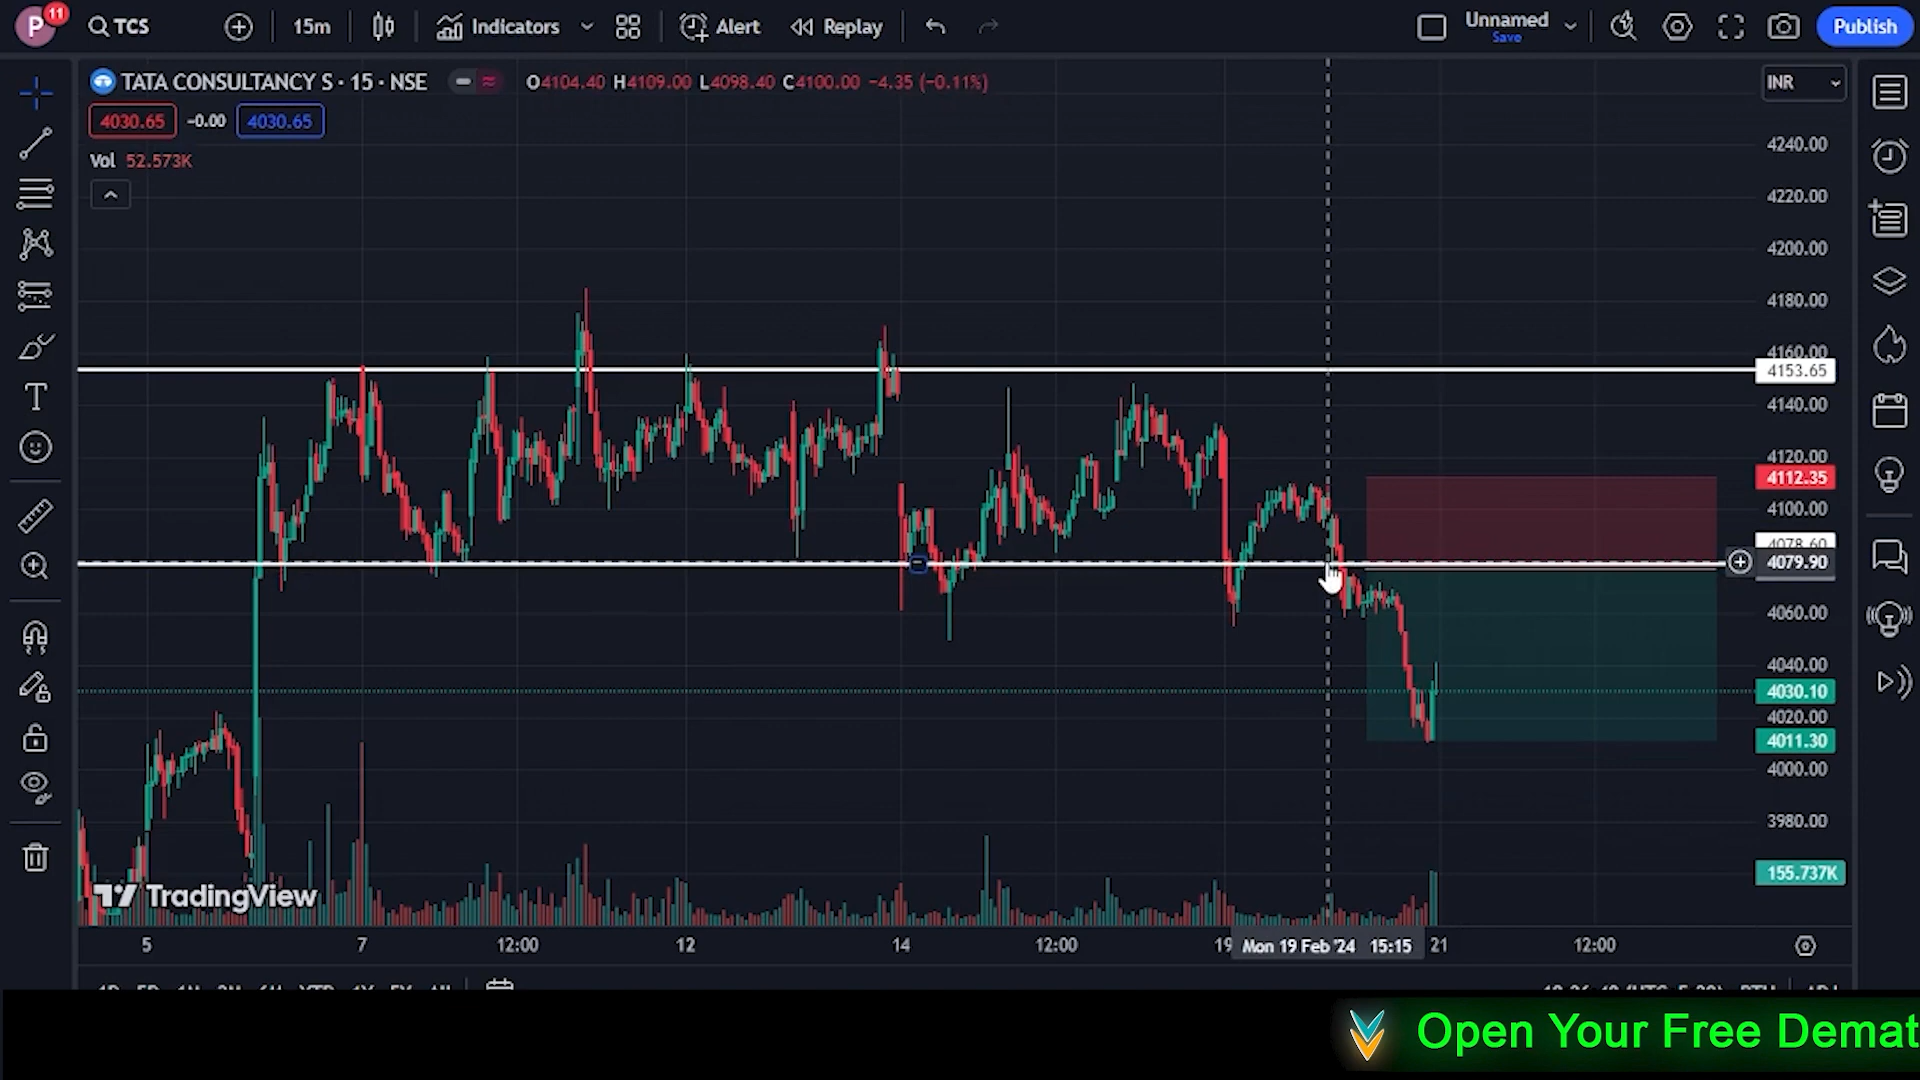 P 11 TCS 15m Indicators Alert Replay Unnamed Save Publish
TATA CONSULTANCY S · 15 · NSE O4104.40 H4109.00 L4098.40 C4100.00 −4.35 (−0.11%) INR
4030.65 -0.00 4030.65
Vol 52.573K
4240.00
4220.00
4200.00
4180.00
4160.00
4153.65
4140.00
4120.00
4112.35
4100.00
4078.60
4079.90
4060.00
4040.00
4030.10
4020.00
4011.30
4000.00
3980.00
155.737K
TradingView
5 7 12:00 12 14 12:00 19 Mon 19 Feb '24 15:15 21 12:00
Open Your Free Demat